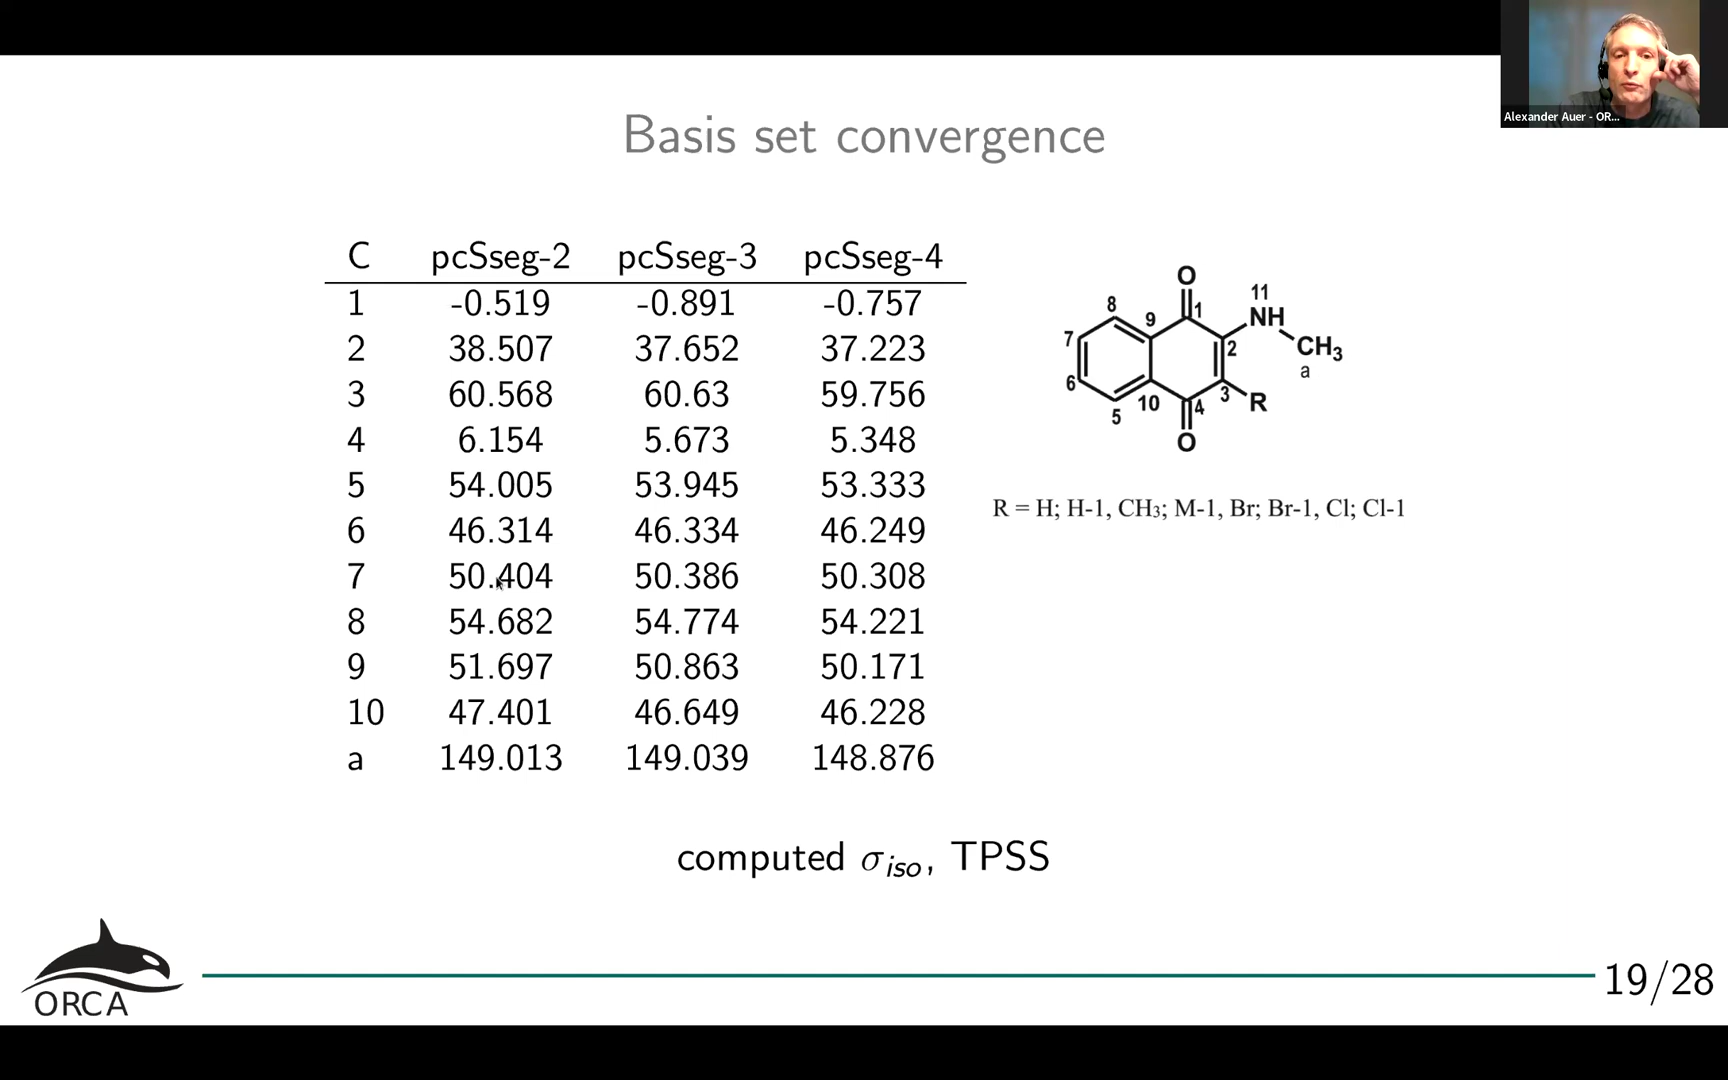 Alexander Auer - OR...
Basis set convergence
C pcSseg-2 pcSseg-3 pcSseg-4
1 -0.519 -0.891 -0.757
2 38.507 37.652 37.223
3 60.568 60.63 59.756
4 6.154 5.673 5.348
5 54.005 53.945 53.333
6 46.314 46.334 46.249
7 50.404 50.386 50.308
8 54.682 54.774 54.221
9 51.697 50.863 50.171
10 47.401 46.649 46.228
a 149.013 149.039 148.876
O
11
8 9 1 NH
7 2 CH₃
a
6 3 R
5 10 4
O
R = H; H-1, CH₃; M-1, Br; Br-1, Cl; Cl-1
computed σiso, TPSS
ORCA
19/28